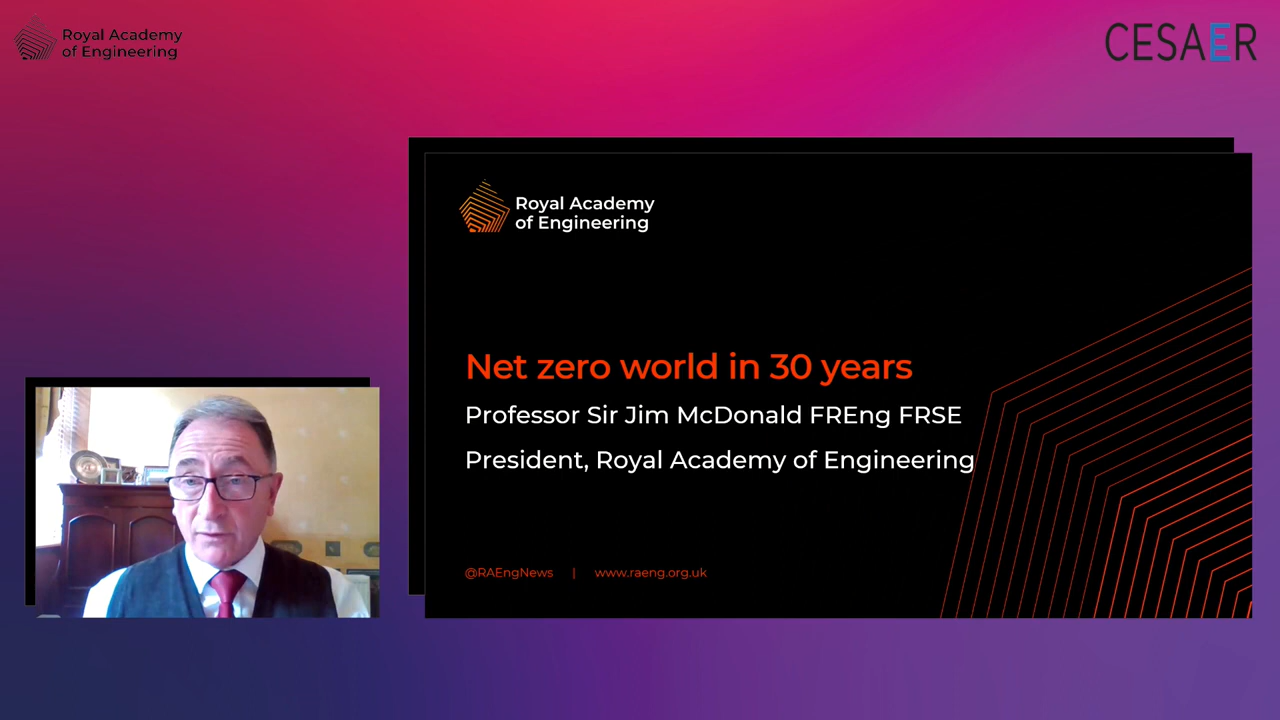 Royal Academy
of Engineering
CESAER
Royal Academy
of Engineering
Net zero world in 30 years
Professor Sir Jim McDonald FREng FRSE
President, Royal Academy of Engineering
@RAEngNews | www.raeng.org.uk